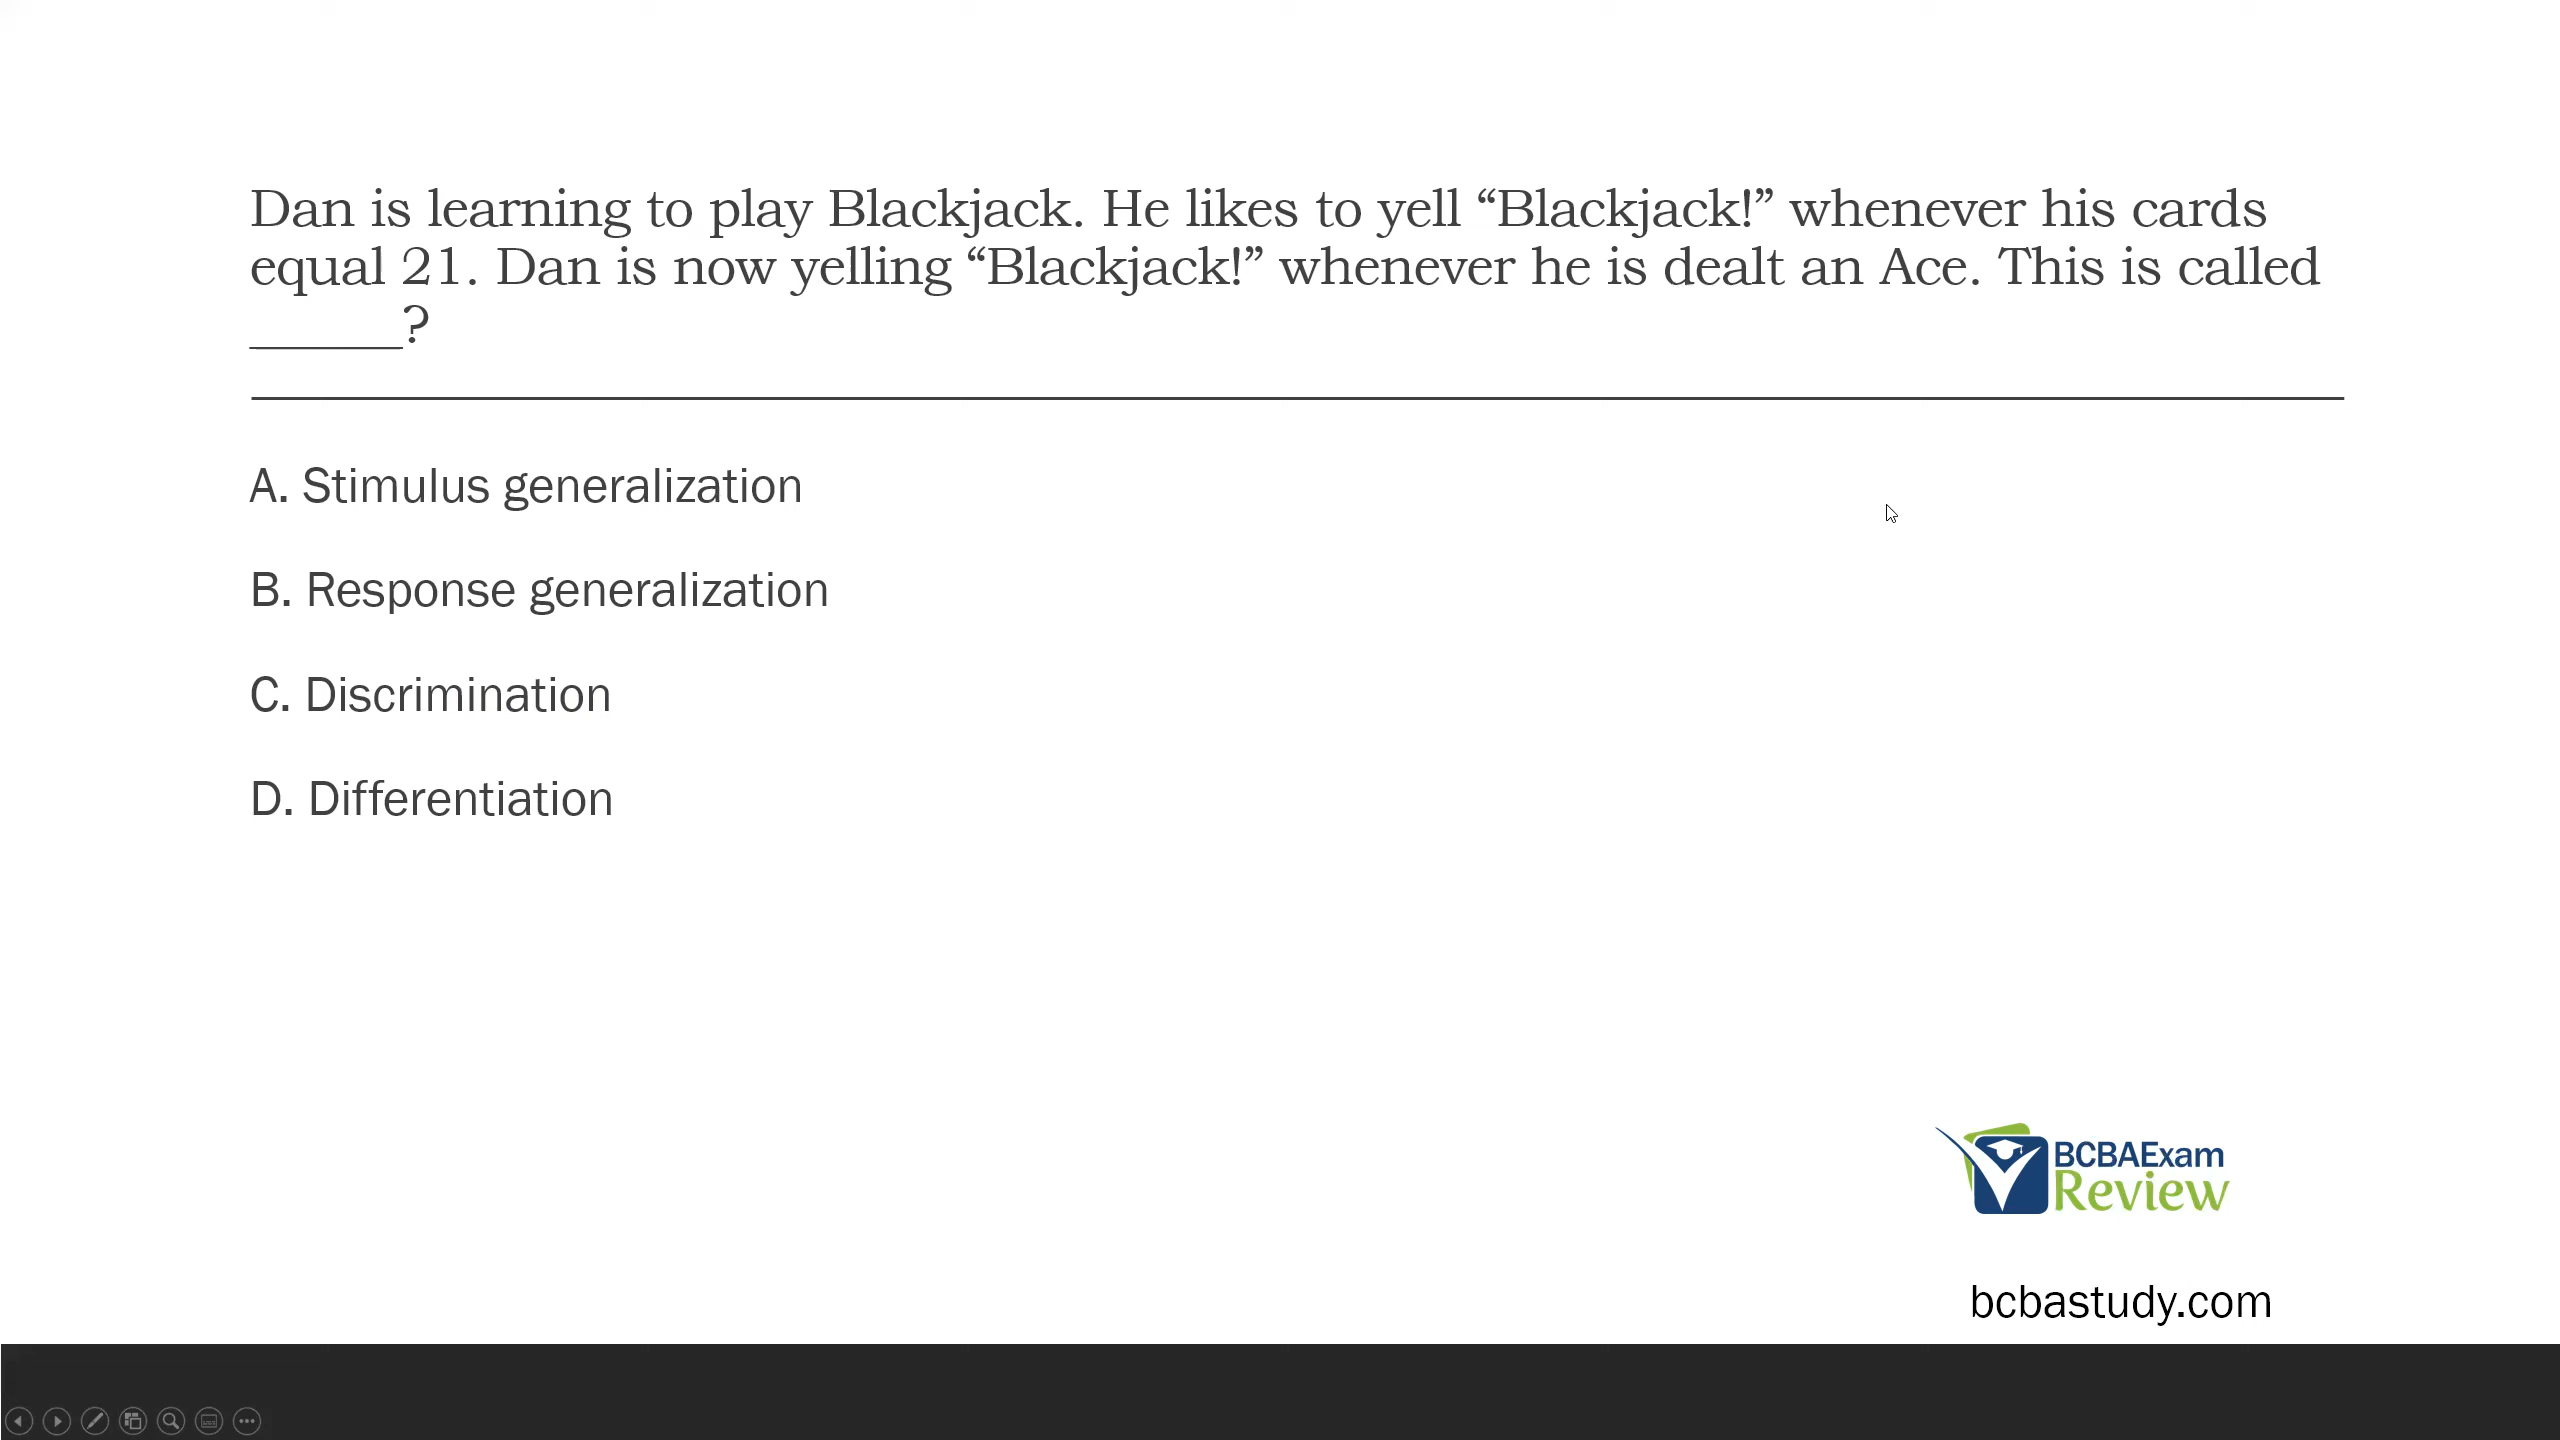 Dan is learning to play Blackjack. He likes to yell “Blackjack!” whenever his cards
equal 21. Dan is now yelling “Blackjack!” whenever he is dealt an Ace. This is called
______?
A. Stimulus generalization
B. Response generalization
C. Discrimination
D. Differentiation
BCBAExam
Review
bcbastudy.com